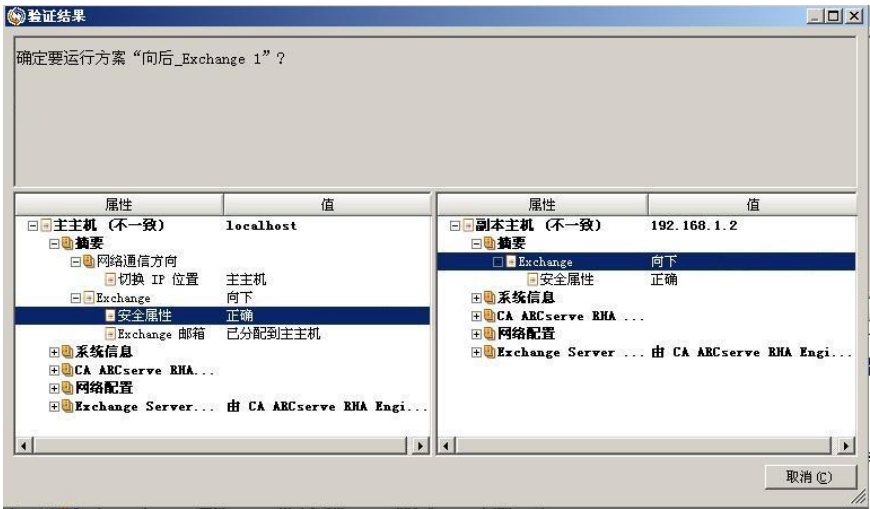 验证结果
确定要运行方案“向后_Exchange 1”?
属性 值
主主机 (不一致) localhost
摘要
网络通信方向
切换 IP 位置 主主机
Exchange 向下
安全属性 正确
Exchange 邮箱 已分配到主主机
系统信息
CA ARCserve RHA...
网络配置
Exchange Server... 由 CA ARCserve RHA Engi...
属性 值
副本主机 (不一致) 192.168.1.2
摘要
Exchange 向下
安全属性 正确
系统信息
CA ARCserve RHA ...
网络配置
Exchange Server ... 由 CA ARCserve RHA Engi...
取消(C)